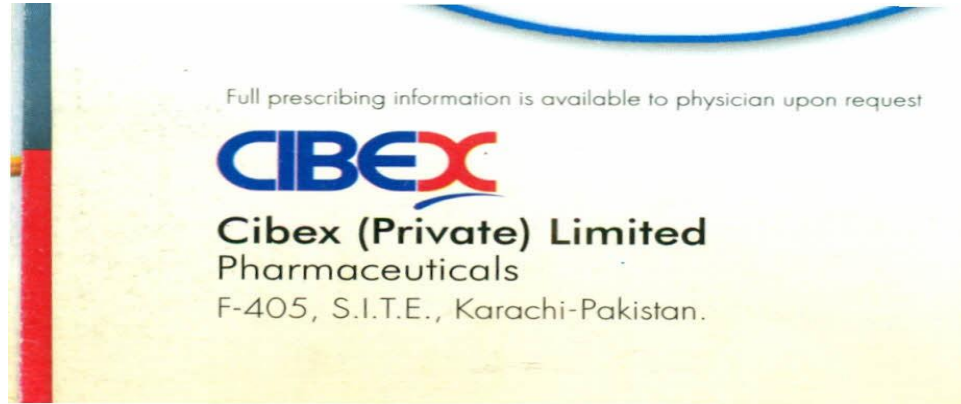 Full prescribing information is available to physician upon request
CIBEX
Cibex (Private) Limited
Pharmaceuticals
F-405, S.I.T.E., Karachi-Pakistan.